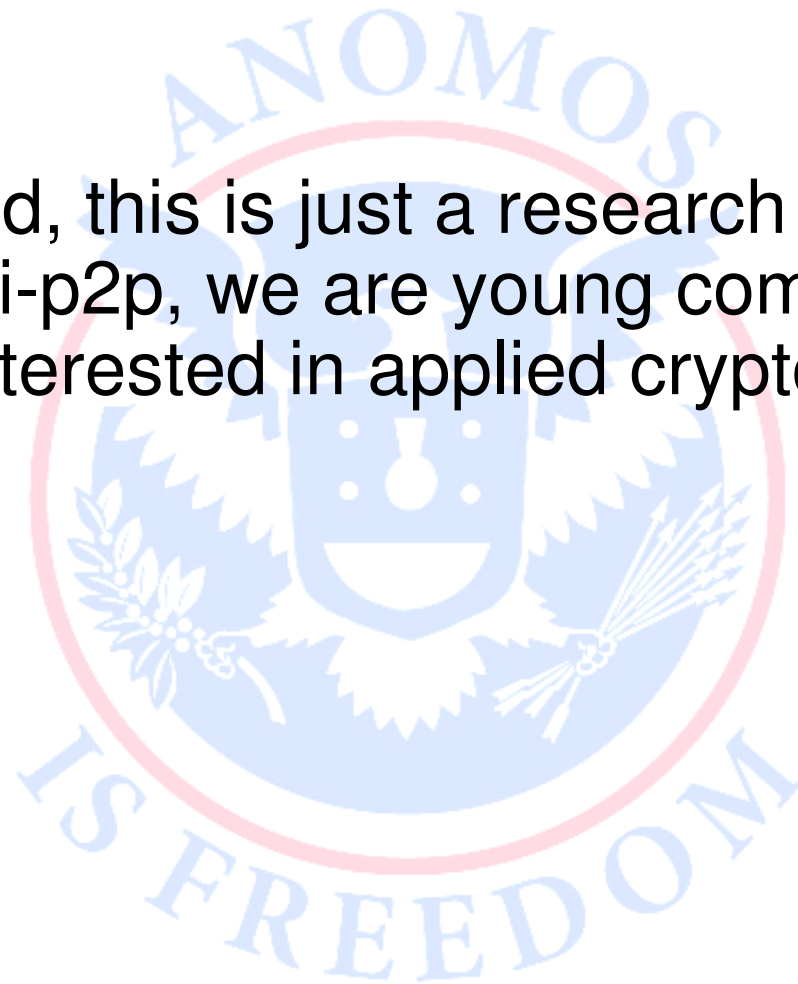 ANOMOS
d, this is just a research
i-p2p, we are young com
terested in applied crypt
IS FREEDOM